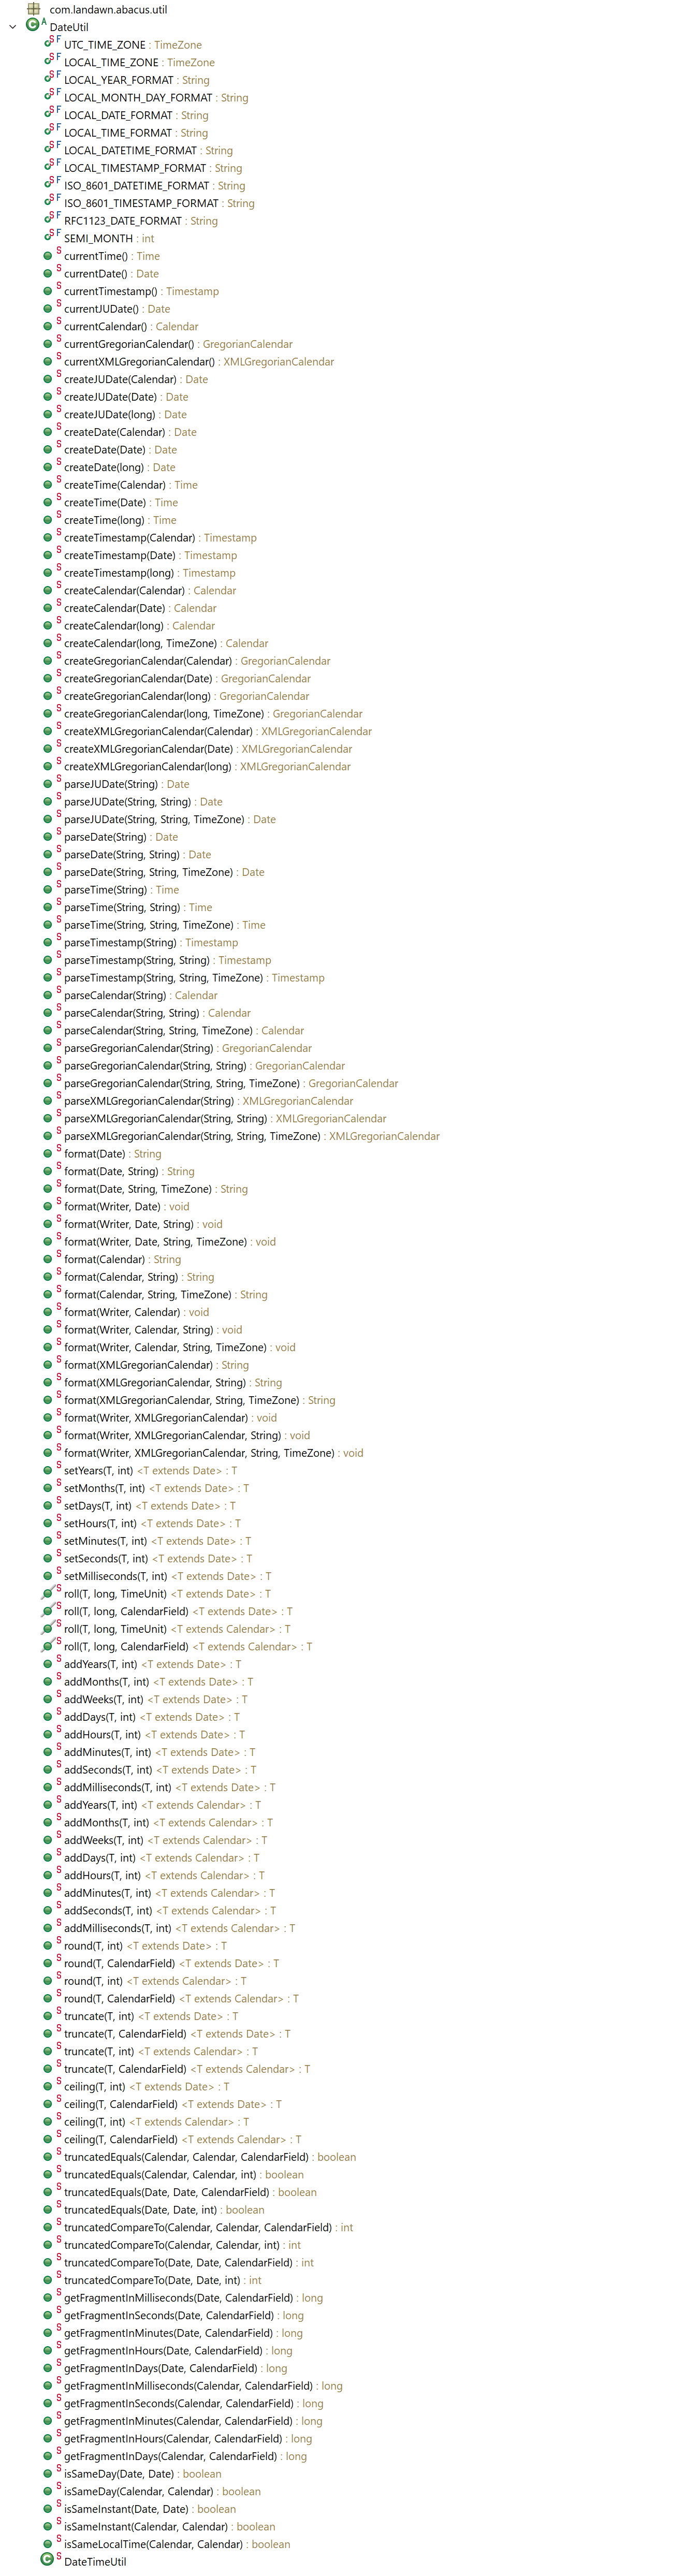 com.landawn.abacus.util
DateUtil
UTC_TIME_ZONE : TimeZone
LOCAL_TIME_ZONE : TimeZone
LOCAL_YEAR_FORMAT : String
LOCAL_MONTH_DAY_FORMAT : String
LOCAL_DATE_FORMAT : String
LOCAL_TIME_FORMAT : String
LOCAL_DATETIME_FORMAT : String
LOCAL_TIMESTAMP_FORMAT : String
ISO_8601_DATETIME_FORMAT : String
ISO_8601_TIMESTAMP_FORMAT : String
RFC1123_DATE_FORMAT : String
SEMI_MONTH : int
currentTime() : Time
currentDate() : Date
currentTimestamp() : Timestamp
currentJUDate() : Date
currentCalendar() : Calendar
currentGregorianCalendar() : GregorianCalendar
currentXMLGregorianCalendar() : XMLGregorianCalendar
createJUDate(Calendar) : Date
createJUDate(Date) : Date
createJUDate(long) : Date
createDate(Calendar) : Date
createDate(Date) : Date
createDate(long) : Date
createTime(Calendar) : Time
createTime(Date) : Time
createTime(long) : Time
createTimestamp(Calendar) : Timestamp
createTimestamp(Date) : Timestamp
createTimestamp(long) : Timestamp
createCalendar(Calendar) : Calendar
createCalendar(Date) : Calendar
createCalendar(long) : Calendar
createCalendar(long, TimeZone) : Calendar
createGregorianCalendar(Calendar) : GregorianCalendar
createGregorianCalendar(Date) : GregorianCalendar
createGregorianCalendar(long) : GregorianCalendar
createGregorianCalendar(long, TimeZone) : GregorianCalendar
createXMLGregorianCalendar(Calendar) : XMLGregorianCalendar
createXMLGregorianCalendar(Date) : XMLGregorianCalendar
createXMLGregorianCalendar(long) : XMLGregorianCalendar
parseJUDate(String) : Date
parseJUDate(String, String) : Date
parseJUDate(String, String, TimeZone) : Date
parseDate(String) : Date
parseDate(String, String) : Date
parseDate(String, String, TimeZone) : Date
parseTime(String) : Time
parseTime(String, String) : Time
parseTime(String, String, TimeZone) : Time
parseTimestamp(String) : Timestamp
parseTimestamp(String, String) : Timestamp
parseTimestamp(String, String, TimeZone) : Timestamp
parseCalendar(String) : Calendar
parseCalendar(String, String) : Calendar
parseCalendar(String, String, TimeZone) : Calendar
parseGregorianCalendar(String) : GregorianCalendar
parseGregorianCalendar(String, String) : GregorianCalendar
parseGregorianCalendar(String, String, TimeZone) : GregorianCalendar
parseXMLGregorianCalendar(String) : XMLGregorianCalendar
parseXMLGregorianCalendar(String, String) : XMLGregorianCalendar
parseXMLGregorianCalendar(String, String, TimeZone) : XMLGregorianCalendar
format(Date) : String
format(Date, String) : String
format(Date, String, TimeZone) : String
format(Writer, Date) : void
format(Writer, Date, String) : void
format(Writer, Date, String, TimeZone) : void
format(Calendar) : String
format(Calendar, String) : String
format(Calendar, String, TimeZone) : String
format(Writer, Calendar) : void
format(Writer, Calendar, String) : void
format(Writer, Calendar, String, TimeZone) : void
format(XMLGregorianCalendar) : String
format(XMLGregorianCalendar, String) : String
format(XMLGregorianCalendar, String, TimeZone) : String
format(Writer, XMLGregorianCalendar) : void
format(Writer, XMLGregorianCalendar, String) : void
format(Writer, XMLGregorianCalendar, String, TimeZone) : void
setYears(T, int) <T extends Date> : T
setMonths(T, int) <T extends Date> : T
setDays(T, int) <T extends Date> : T
setHours(T, int) <T extends Date> : T
setMinutes(T, int) <T extends Date> : T
setSeconds(T, int) <T extends Date> : T
setMilliseconds(T, int) <T extends Date> : T
roll(T, long, TimeUnit) <T extends Date> : T
roll(T, long, CalendarField) <T extends Date> : T
roll(T, long, TimeUnit) <T extends Calendar> : T
roll(T, long, CalendarField) <T extends Calendar> : T
addYears(T, int) <T extends Date> : T
addMonths(T, int) <T extends Date> : T
addWeeks(T, int) <T extends Date> : T
addDays(T, int) <T extends Date> : T
addHours(T, int) <T extends Date> : T
addMinutes(T, int) <T extends Date> : T
addSeconds(T, int) <T extends Date> : T
addMilliseconds(T, int) <T extends Date> : T
addYears(T, int) <T extends Calendar> : T
addMonths(T, int) <T extends Calendar> : T
addWeeks(T, int) <T extends Calendar> : T
addDays(T, int) <T extends Calendar> : T
addHours(T, int) <T extends Calendar> : T
addMinutes(T, int) <T extends Calendar> : T
addSeconds(T, int) <T extends Calendar> : T
addMilliseconds(T, int) <T extends Calendar> : T
round(T, int) <T extends Date> : T
round(T, CalendarField) <T extends Date> : T
round(T, int) <T extends Calendar> : T
round(T, CalendarField) <T extends Calendar> : T
truncate(T, int) <T extends Date> : T
truncate(T, CalendarField) <T extends Date> : T
truncate(T, int) <T extends Calendar> : T
truncate(T, CalendarField) <T extends Calendar> : T
ceiling(T, int) <T extends Date> : T
ceiling(T, CalendarField) <T extends Date> : T
ceiling(T, int) <T extends Calendar> : T
ceiling(T, CalendarField) <T extends Calendar> : T
truncatedEquals(Calendar, Calendar, CalendarField) : boolean
truncatedEquals(Calendar, Calendar, int) : boolean
truncatedEquals(Date, Date, CalendarField) : boolean
truncatedEquals(Date, Date, int) : boolean
truncatedCompareTo(Calendar, Calendar, CalendarField) : int
truncatedCompareTo(Calendar, Calendar, int) : int
truncatedCompareTo(Date, Date, CalendarField) : int
truncatedCompareTo(Date, Date, int) : int
getFragmentInMilliseconds(Date, CalendarField) : long
getFragmentInSeconds(Date, CalendarField) : long
getFragmentInMinutes(Date, CalendarField) : long
getFragmentInHours(Date, CalendarField) : long
getFragmentInDays(Date, CalendarField) : long
getFragmentInMilliseconds(Calendar, CalendarField) : long
getFragmentInSeconds(Calendar, CalendarField) : long
getFragmentInMinutes(Calendar, CalendarField) : long
getFragmentInHours(Calendar, CalendarField) : long
getFragmentInDays(Calendar, CalendarField) : long
isSameDay(Date, Date) : boolean
isSameDay(Calendar, Calendar) : boolean
isSameInstant(Date, Date) : boolean
isSameInstant(Calendar, Calendar) : boolean
isSameLocalTime(Calendar, Calendar) : boolean
DateTimeUtil